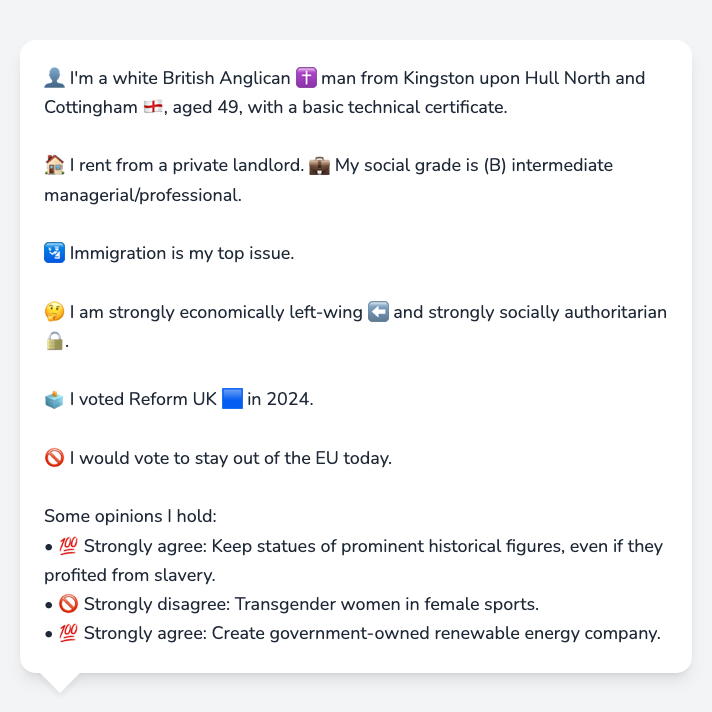 👤 I'm a white British Anglican ✝️ man from Kingston upon Hull North and
Cottingham 🏴󠁧󠁢󠁥󠁮󠁧󠁿, aged 49, with a basic technical certificate.
🏠 I rent from a private landlord. 💼 My social grade is (B) intermediate
managerial/professional.
🛂 Immigration is my top issue.
🤔 I am strongly economically left-wing ⬅️ and strongly socially authoritarian
🔒.
🗳️ I voted Reform UK 🟦 in 2024.
🚫 I would vote to stay out of the EU today.
Some opinions I hold:
• 💯 Strongly agree: Keep statues of prominent historical figures, even if they
profited from slavery.
• 🚫 Strongly disagree: Transgender women in female sports.
• 💯 Strongly agree: Create government-owned renewable energy company.